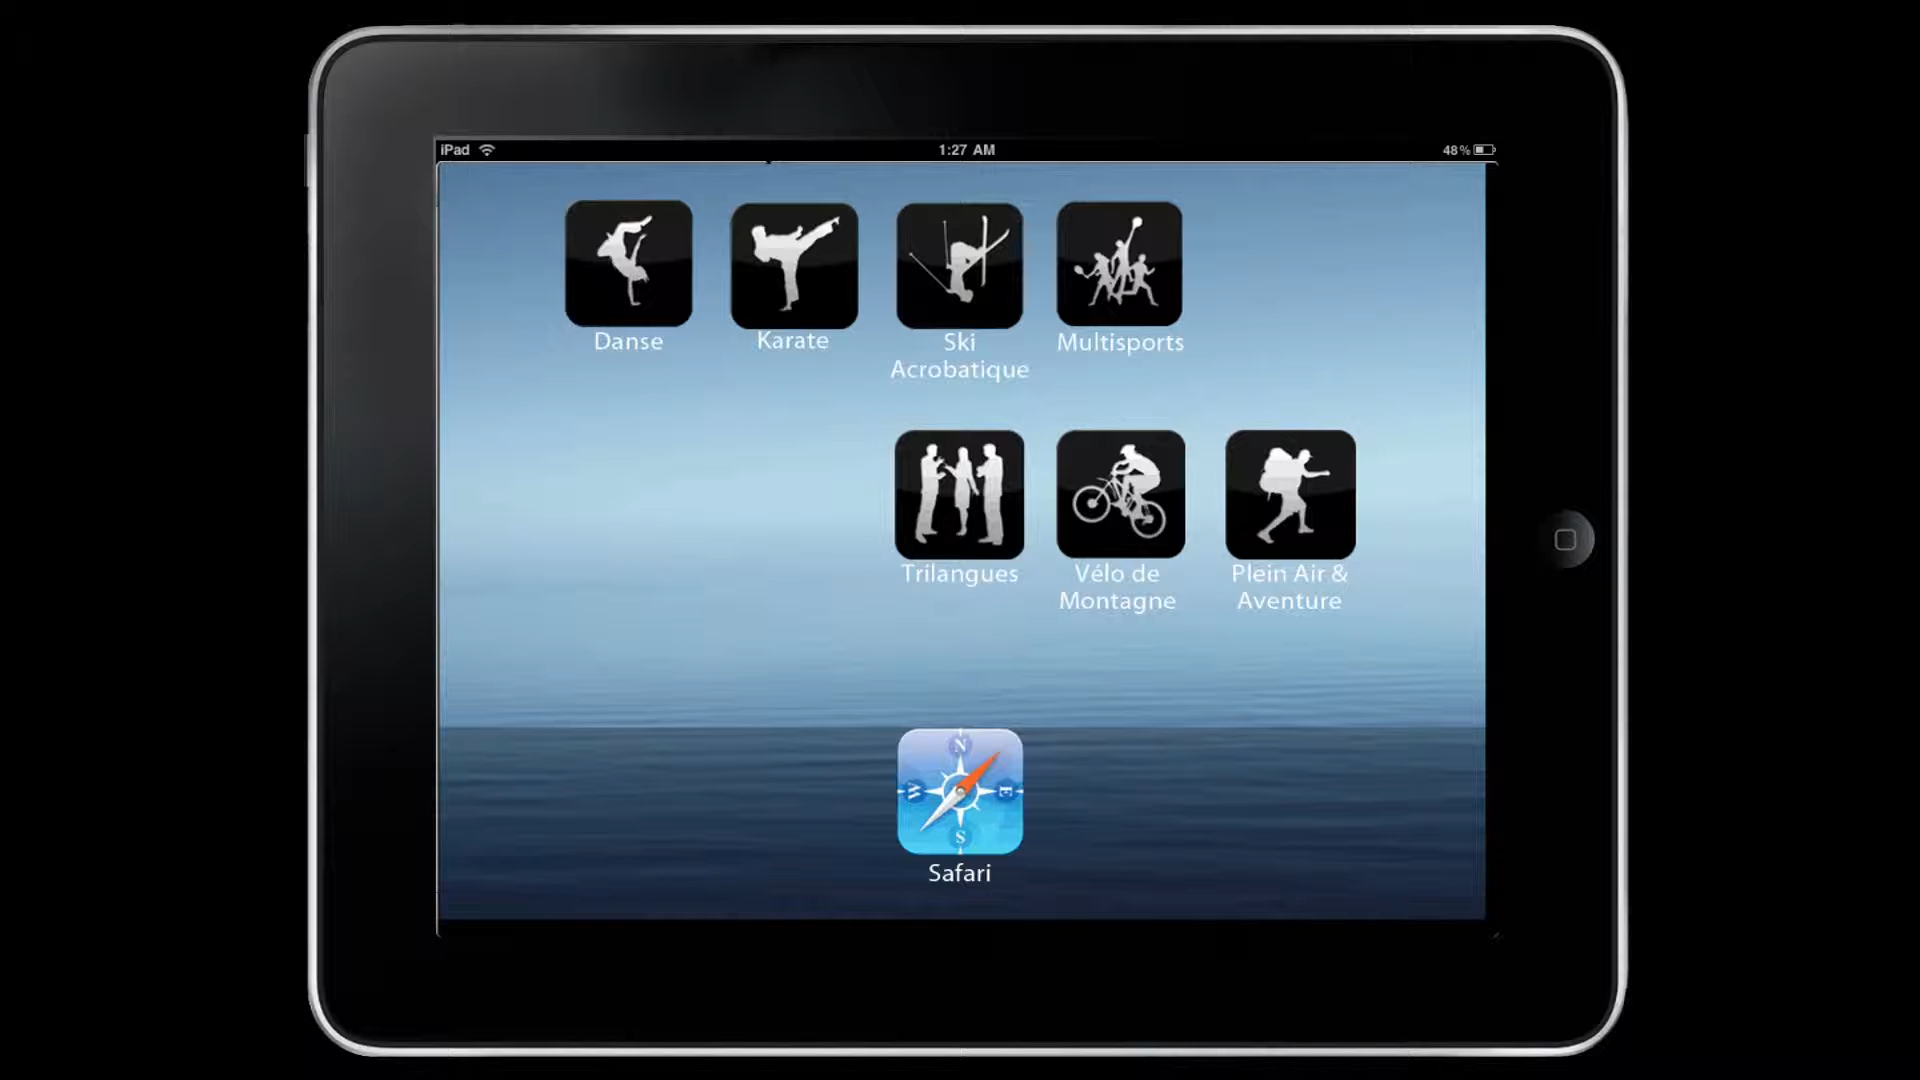 iPad 1:27 AM 48%
Danse Karate Ski Acrobatique Multisports
Trilangues Vélo de Montagne Plein Air & Aventure
N
W E
S
Safari